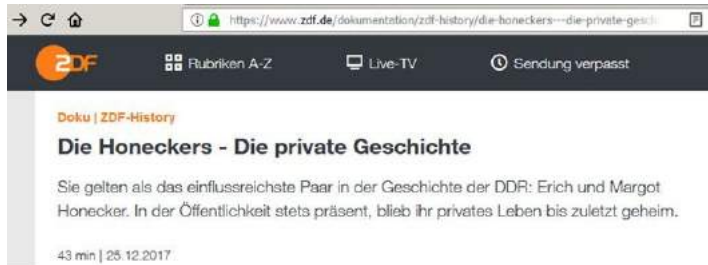 https://www.zdf.de/dokumentation/zdf-history/die-honeckers---die-private-gesch
ZDF Rubriken A-Z Live-TV Sendung verpasst
Doku | ZDF-History
Die Honeckers - Die private Geschichte
Sie gelten als das einflussreichste Paar in der Geschichte der DDR: Erich und Margot
Honecker. In der Öffentlichkeit stets präsent, blieb ihr privates Leben bis zuletzt geheim.
43 min | 25.12.2017